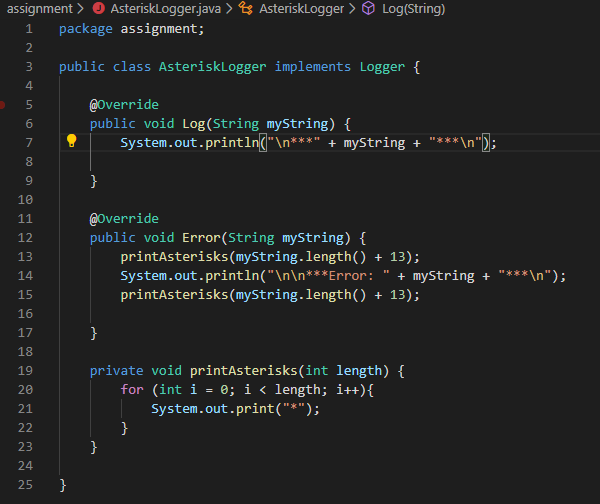 assignment > AsteriskLogger.java > AsteriskLogger > Log(String)
1 package assignment;
2
3 public class AsteriskLogger implements Logger {
4
5     @Override
6     public void Log(String myString) {
7         System.out.println("\n***" + myString + "***\n");
8
9     }
10
11     @Override
12     public void Error(String myString) {
13         printAsterisks(myString.length() + 13);
14         System.out.println("\n\n***Error: " + myString + "***\n");
15         printAsterisks(myString.length() + 13);
16
17     }
18
19     private void printAsterisks(int length) {
20         for (int i = 0; i < length; i++){
21             System.out.print("*");
22         }
23     }
24
25 }